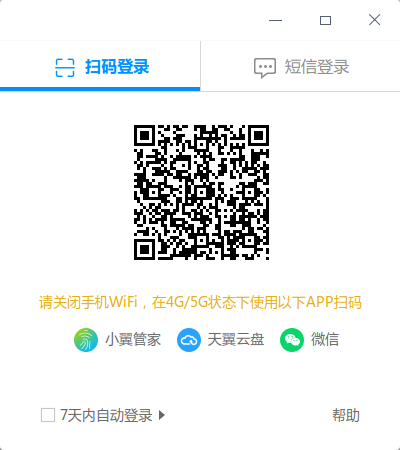 扫码登录
短信登录
请关闭手机WiFi，在4G/5G状态下使用以下APP扫码
小翼管家 天翼云盘 微信
7天内自动登录
帮助